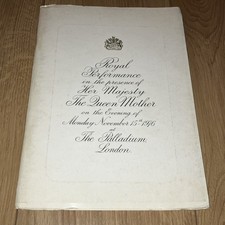 Royal
Performance
in the presence of
Her Majesty
The Queen Mother
on the Evening of
Monday November 15th 1976
at
The Palladium
London